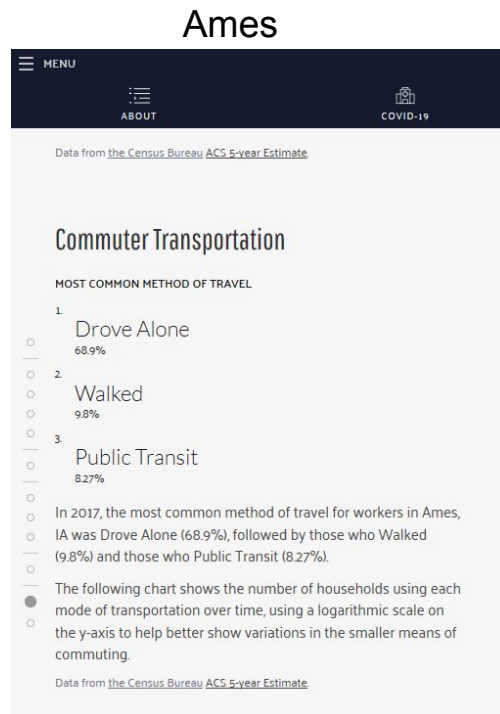 Ames
MENU
ABOUT
COVID-19
Data from the Census Bureau ACS 5-year Estimate.
Commuter Transportation
MOST COMMON METHOD OF TRAVEL
1.
Drove Alone
68.9%
2.
Walked
9.8%
3.
Public Transit
8.27%
In 2017, the most common method of travel for workers in Ames,
IA was Drove Alone (68.9%), followed by those who Walked
(9.8%) and those who Public Transit (8.27%).
The following chart shows the number of households using each
mode of transportation over time, using a logarithmic scale on
the y-axis to help better show variations in the smaller means of
commuting.
Data from the Census Bureau ACS 5-year Estimate.